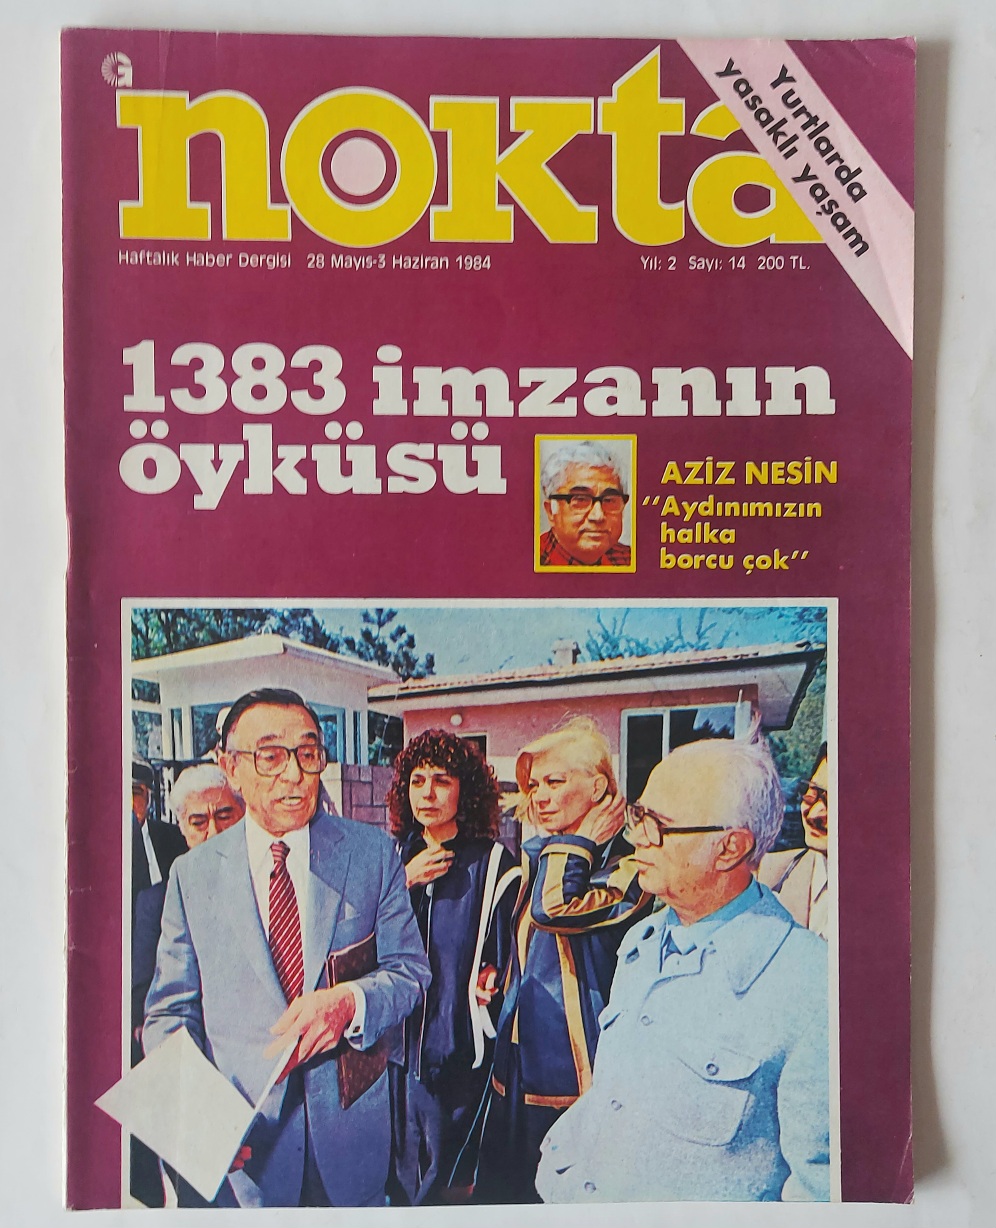 nokta
Yurtlarda
yasaklı yaşam
Haftalık Haber Dergisi 28 Mayıs-3 Haziran 1984
Yıl: 2 Sayı: 14 200 TL.
1383 imzanın
öyküsü
AZİZ NESİN
“Aydınımızın
halka
borcu çok”